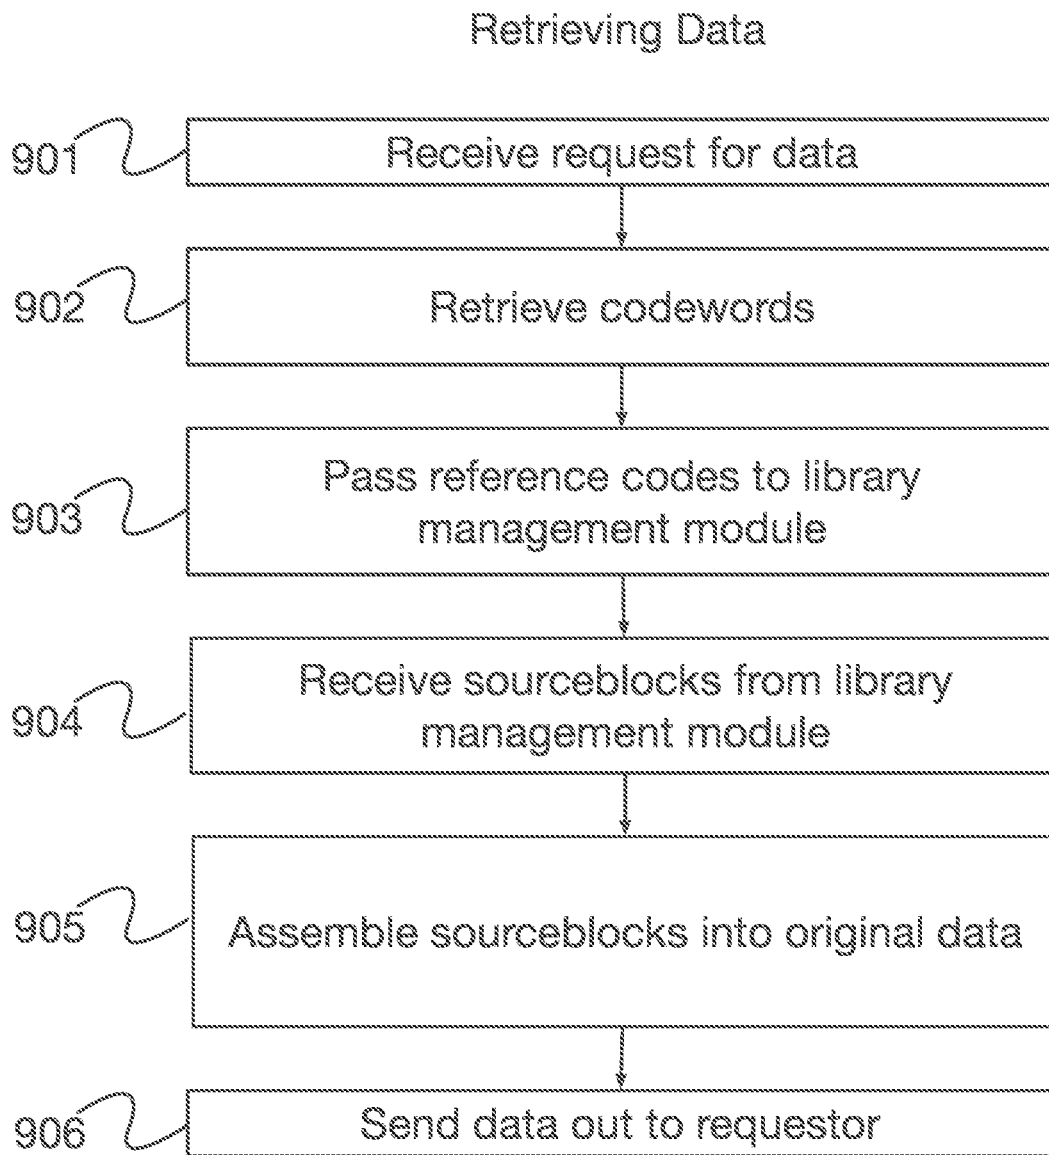 Retrieving Data
901
Receive request for data
902
Retrieve codewords
903
Pass reference codes to library
management module
904
Receive sourceblocks from library
management module
905
Assemble sourceblocks into original data
906
Send data out to requestor